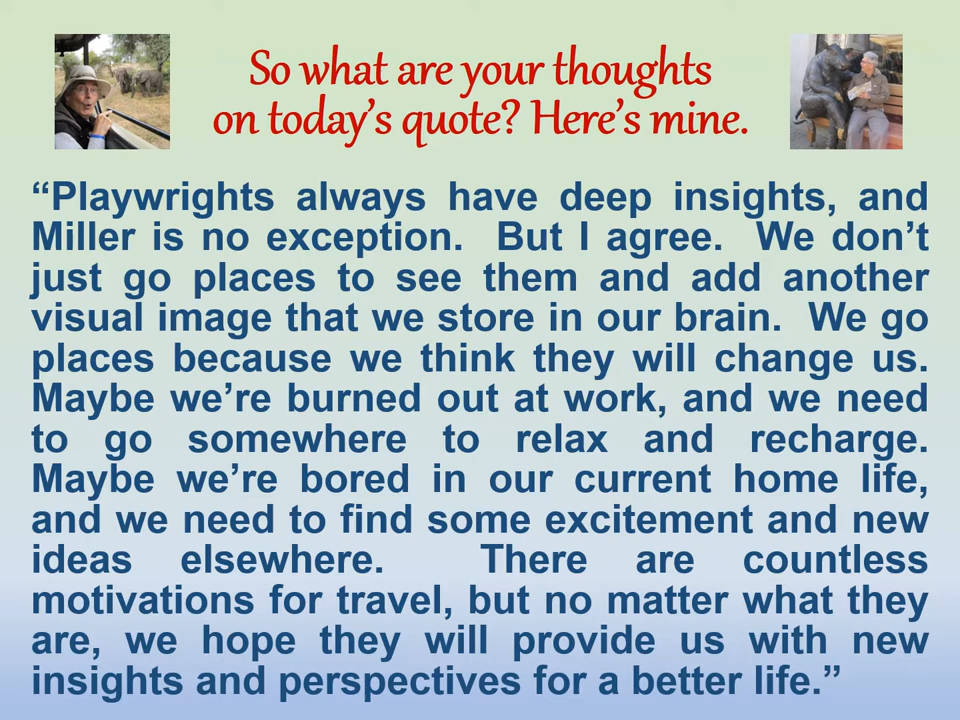 So what are your thoughts
on today’s quote? Here’s mine.
“Playwrights always have deep insights, and
Miller is no exception.  But I agree.  We don’t
just go places to see them and add another
visual image that we store in our brain.  We go
places because we think they will change us.
Maybe we’re burned out at work, and we need
to go somewhere to relax and recharge.
Maybe we’re bored in our current home life,
and we need to find some excitement and new
ideas elsewhere.  There are countless
motivations for travel, but no matter what they
are, we hope they will provide us with new
insights and perspectives for a better life.”